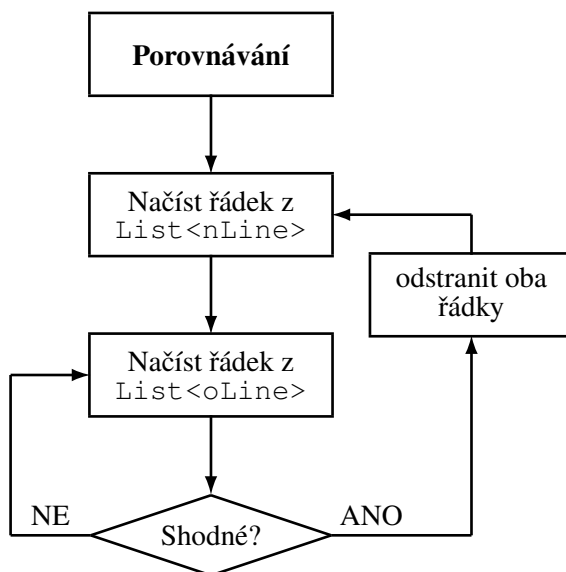 Porovnávání
Načíst řádek z
List<nLine>
odstranit oba
řádky
Načíst řádek z
List<oLine>
NE
Shodné?
ANO